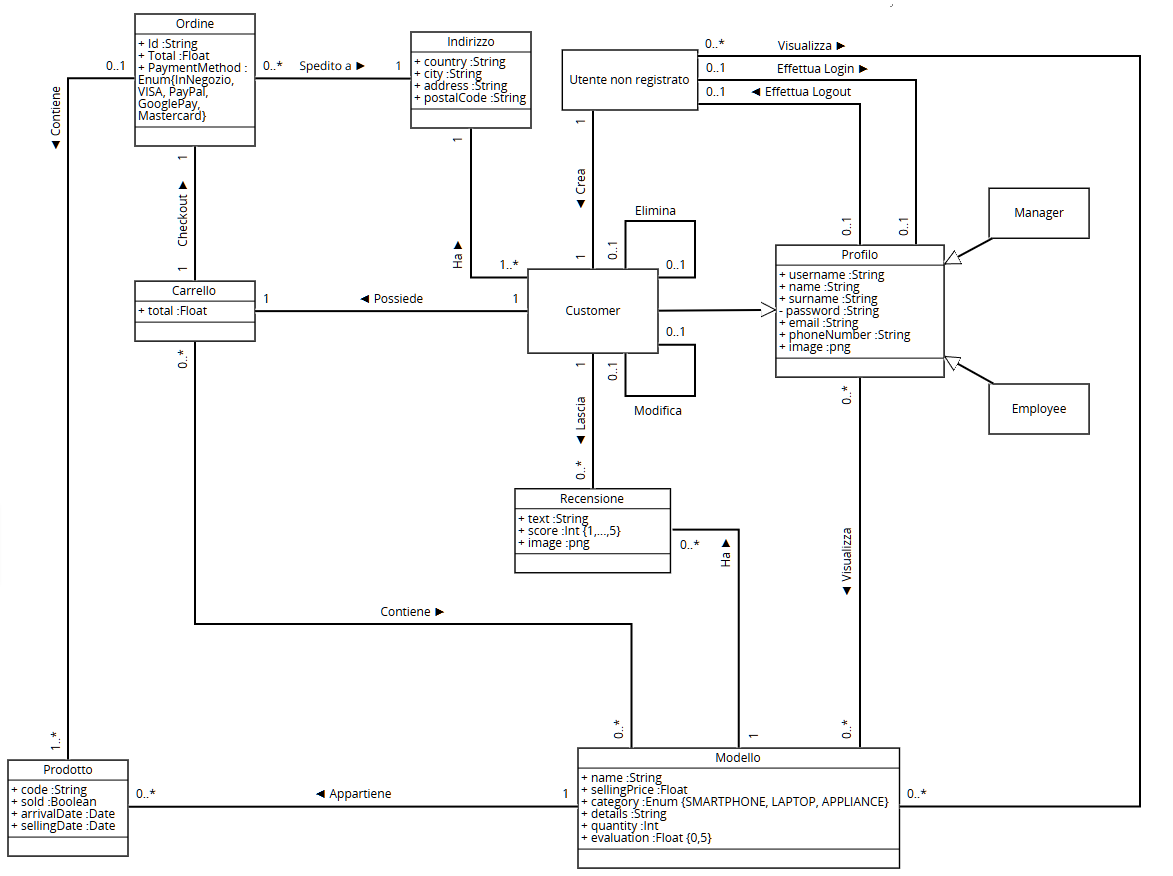 Ordine
+ Id :String
+ Total :Float
+ PaymentMethod :
Enum{InNegozio,
VISA, PayPal,
GooglePay,
Mastercard}
0..1
◀ Contiene
1..*
0..*
Spedito a ▶
1
Indirizzo
+ country :String
+ city :String
+ address :String
+ postalCode :String
1
Ha ▶
1..*
Utente non registrato
0..*
Visualizza ▶
0..1
Effettua Login ▶
0..1
◀ Effettua Logout
0..1
0..1
1
◀ Crea
1
Elimina
0..1
0..1
Manager
1
Checkout ▶
1
Carrello
+ total :Float
1
◀ Possiede
1
Customer
0..1
0..1
Modifica
Profilo
+ username :String
+ name :String
+ surname :String
- password :String
+ email :String
+ phoneNumber :String
+ image :png
Employee
0..*
1
◀ Lascia
0..*
0..*
◀ Visualizza
0..*
Recensione
+ text :String
+ score :Int {1,...,5}
+ image :png
0..*
Ha ▶
1
Contiene ▶
0..*
Prodotto
+ code :String
+ sold :Boolean
+ arrivalDate :Date
+ sellingDate :Date
0..*
◀ Appartiene
1
Modello
+ name :String
+ sellingPrice :Float
+ category :Enum {SMARTPHONE, LAPTOP, APPLIANCE}
+ details :String
+ quantity :Int
+ evaluation :Float {0,5}
0..*